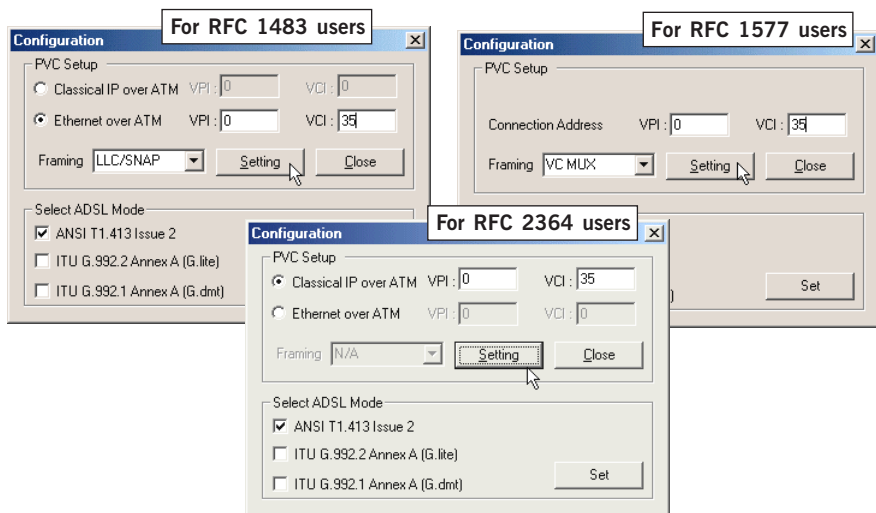 For RFC 1483 users
Configuration
PVC Setup
Classical IP over ATM VPI : 0 VCI : 0
Ethernet over ATM VPI : 0 VCI : 35
Framing LLC/SNAP Setting Close
Select ADSL Mode
ANSI T1.413 Issue 2
ITU G.992.2 Annex A (G.lite)
ITU G.992.1 Annex A (G.dmt)
For RFC 1577 users
Configuration
PVC Setup
Connection Address VPI : 0 VCI : 35
Framing VC MUX Setting Close
)
Set
For RFC 2364 users
Configuration
PVC Setup
Classical IP over ATM VPI : 0 VCI : 35
Ethernet over ATM VPI : 0 VCI : 0
Framing N/A Setting Close
Select ADSL Mode
ANSI T1.413 Issue 2
ITU G.992.2 Annex A (G.lite)
ITU G.992.1 Annex A (G.dmt)
Set